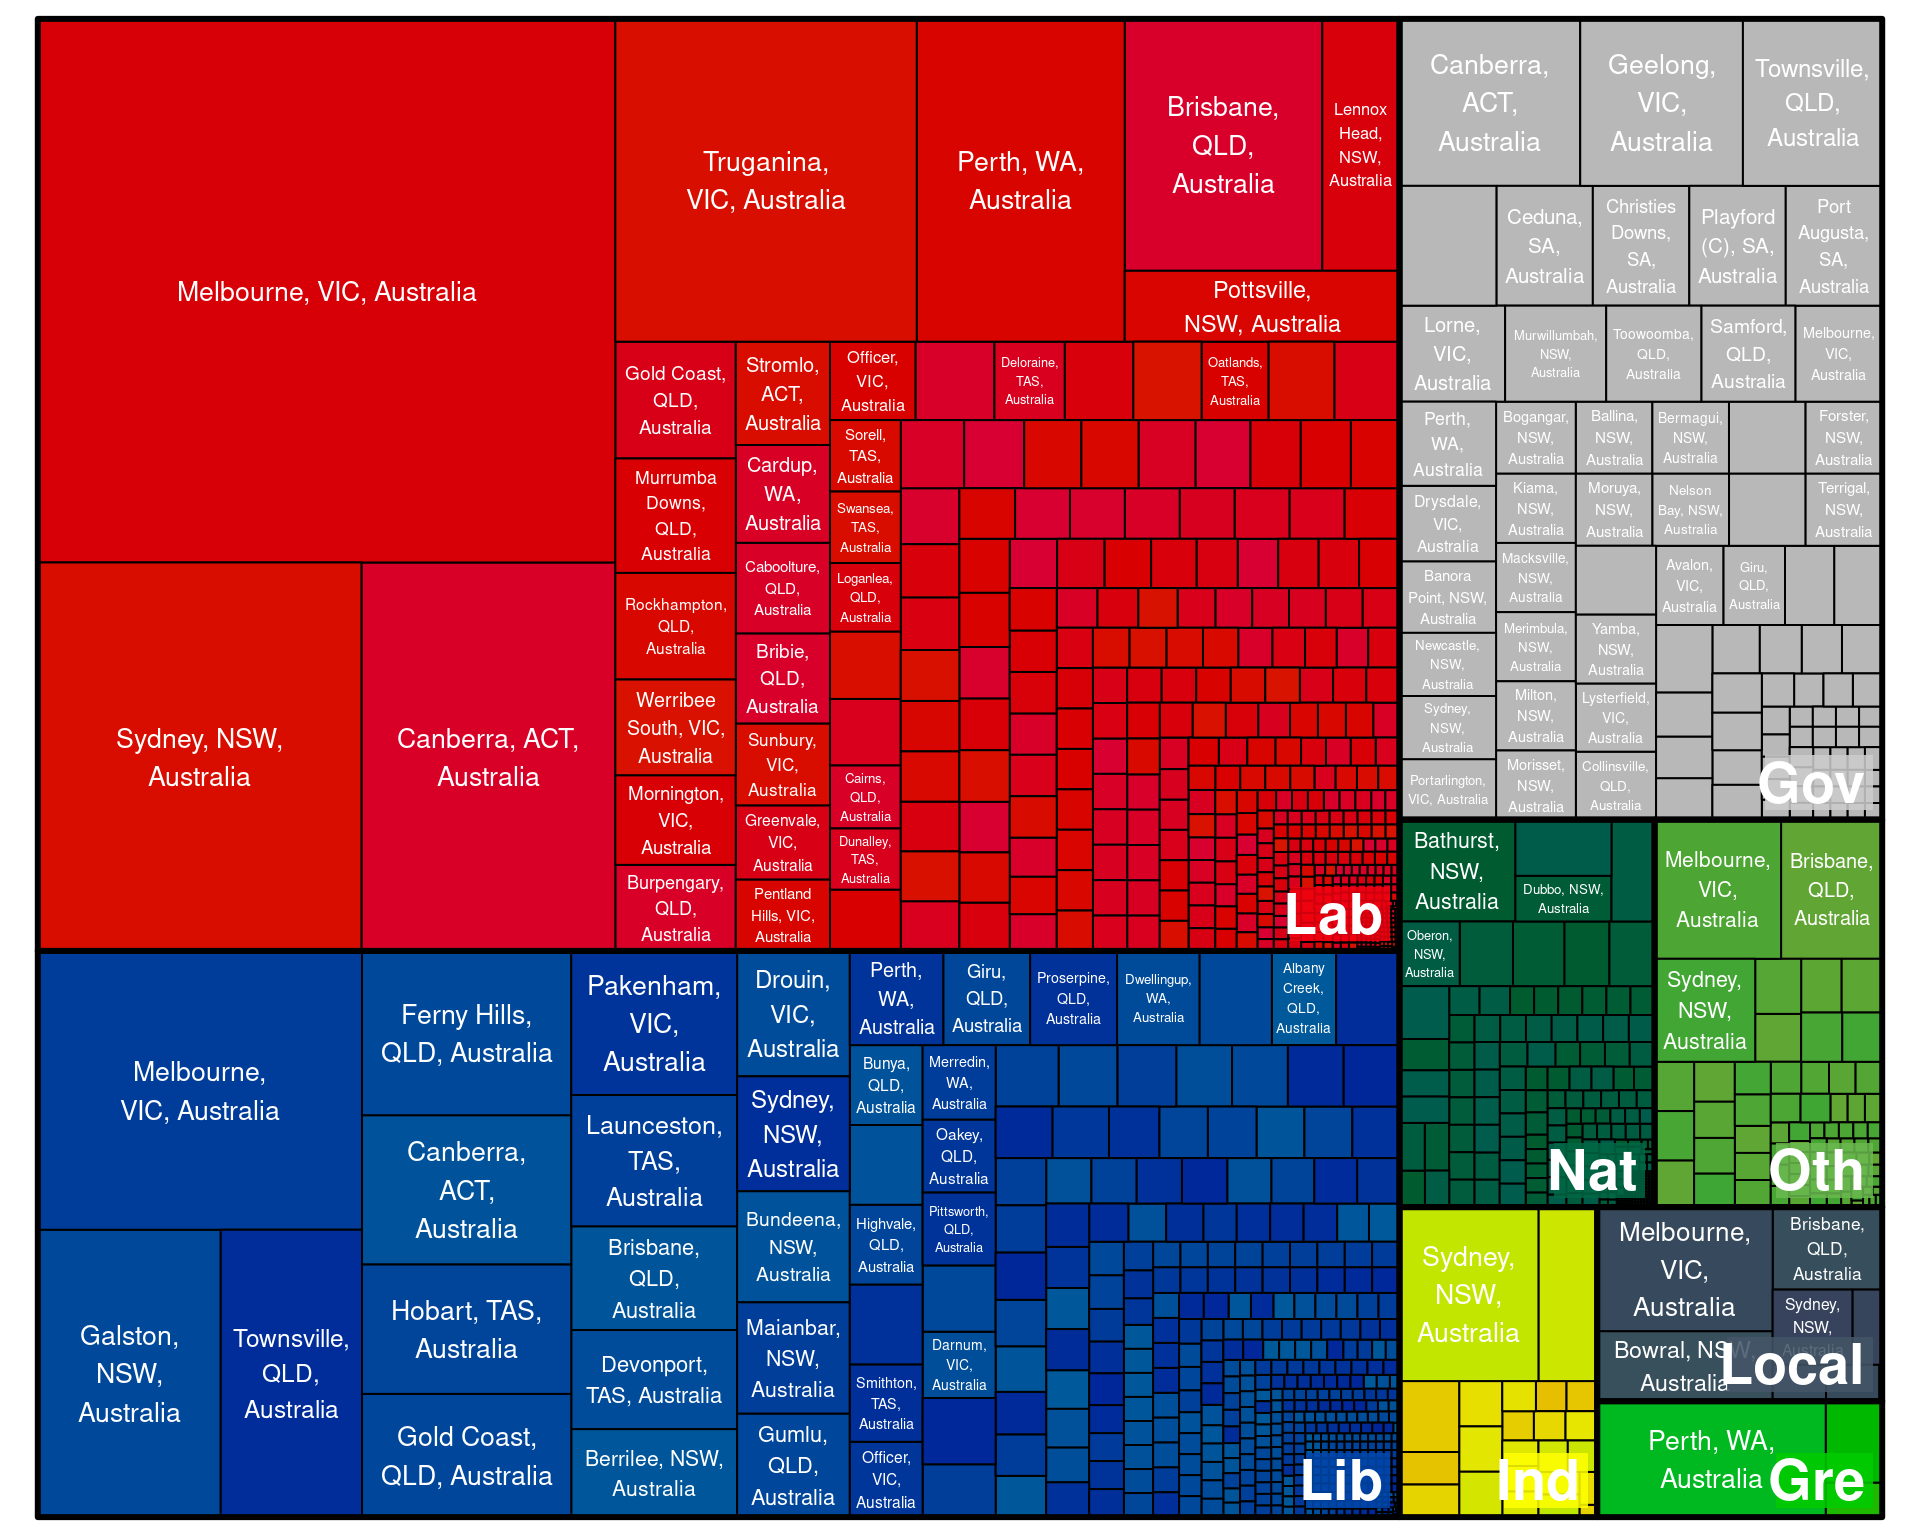 Melbourne, VIC, Australia
Sydney, NSW,
Australia
Canberra, ACT,
Australia
Truganina,
VIC, Australia
Perth, WA,
Australia
Brisbane,
QLD,
Australia
Lennox
Head,
NSW,
Australia
Pottsville,
NSW, Australia
Gold Coast,
QLD,
Australia
Murrumba
Downs,
QLD,
Australia
Rockhampton,
QLD,
Australia
Werribee
South, VIC,
Australia
Mornington,
VIC,
Australia
Burpengary,
QLD,
Australia
Stromlo,
ACT,
Australia
Cardup,
WA,
Australia
Caboolture,
QLD,
Australia
Bribie,
QLD,
Australia
Sunbury,
VIC,
Australia
Greenvale,
VIC,
Australia
Pentland
Hills, VIC,
Australia
Officer,
VIC,
Australia
Sorell,
TAS,
Australia
Swansea,
TAS,
Australia
Loganlea,
QLD,
Australia
Cairns,
QLD,
Australia
Dunalley,
TAS,
Australia
Deloraine,
TAS,
Australia
Oatlands,
TAS,
Australia
Lab
Melbourne,
VIC, Australia
Galston,
NSW,
Australia
Townsville,
QLD,
Australia
Ferny Hills,
QLD, Australia
Canberra,
ACT,
Australia
Hobart, TAS,
Australia
Gold Coast,
QLD, Australia
Pakenham,
VIC,
Australia
Launceston,
TAS,
Australia
Brisbane,
QLD,
Australia
Devonport,
TAS, Australia
Berrilee, NSW,
Australia
Drouin,
VIC,
Australia
Sydney,
NSW,
Australia
Bundeena,
NSW,
Australia
Maianbar,
NSW,
Australia
Gumlu,
QLD,
Australia
Perth,
WA,
Australia
Giru,
QLD,
Australia
Proserpine,
QLD,
Australia
Dwellingup,
WA,
Australia
Albany
Creek,
QLD,
Australia
Bunya,
QLD,
Australia
Highvale,
QLD,
Australia
Smithton,
TAS,
Australia
Officer,
VIC,
Australia
Merredin,
WA,
Australia
Oakey,
QLD,
Australia
Pittsworth,
QLD,
Australia
Darnum,
VIC,
Australia
Lib
Canberra,
ACT,
Australia
Geelong,
VIC,
Australia
Townsville,
QLD,
Australia
Ceduna,
SA,
Australia
Christies
Downs,
SA,
Australia
Playford
(C), SA,
Australia
Port
Augusta,
SA,
Australia
Lorne,
VIC,
Australia
Murwillumbah,
NSW,
Australia
Toowoomba,
QLD,
Australia
Samford,
QLD,
Australia
Melbourne,
VIC,
Australia
Perth,
WA,
Australia
Drysdale,
VIC,
Australia
Banora
Point, NSW,
Australia
Newcastle,
NSW,
Australia
Sydney,
NSW,
Australia
Portarlington,
VIC, Australia
Bogangar,
NSW,
Australia
Kiama,
NSW,
Australia
Macksville,
NSW,
Australia
Merimbula,
NSW,
Australia
Milton,
NSW,
Australia
Morisset,
NSW,
Australia
Ballina,
NSW,
Australia
Moruya,
NSW,
Australia
Yamba,
NSW,
Australia
Lysterfield,
VIC,
Australia
Collinsville,
QLD,
Australia
Bermagui,
NSW,
Australia
Nelson
Bay, NSW,
Australia
Forster,
NSW,
Australia
Terrigal,
NSW,
Australia
Avalon,
VIC,
Australia
Giru,
QLD,
Australia
Gov
Bathurst,
NSW,
Australia
Dubbo, NSW,
Australia
Oberon,
NSW,
Australia
Nat
Melbourne,
VIC,
Australia
Brisbane,
QLD,
Australia
Sydney,
NSW,
Australia
Oth
Sydney,
NSW,
Australia
Ind
Melbourne,
VIC,
Australia
Brisbane,
QLD,
Australia
Sydney,
NSW,
Australia
Bowral, NSW,
Australia
Local
Perth, WA,
Australia
Gre